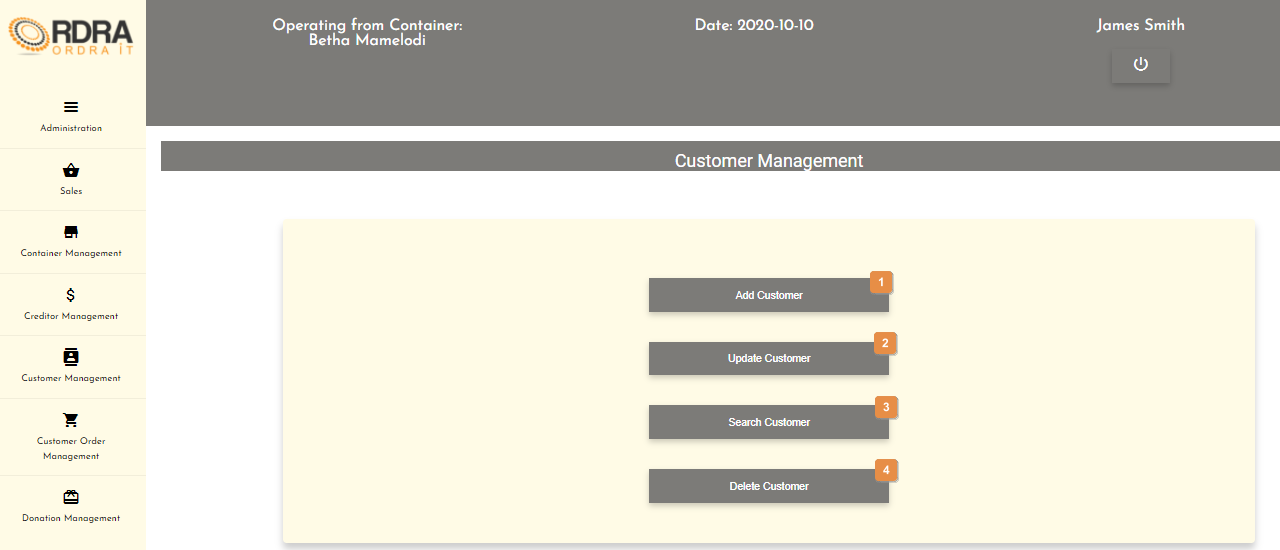 RDRA
ORDRA IT
Operating from Container:
Betha Mamelodi
Date: 2020-10-10
James Smith
Administration
Sales
Container Management
Creditor Management
Customer Management
Customer Order
Management
Donation Management
Customer Management
1
Add Customer
2
Update Customer
3
Search Customer
4
Delete Customer